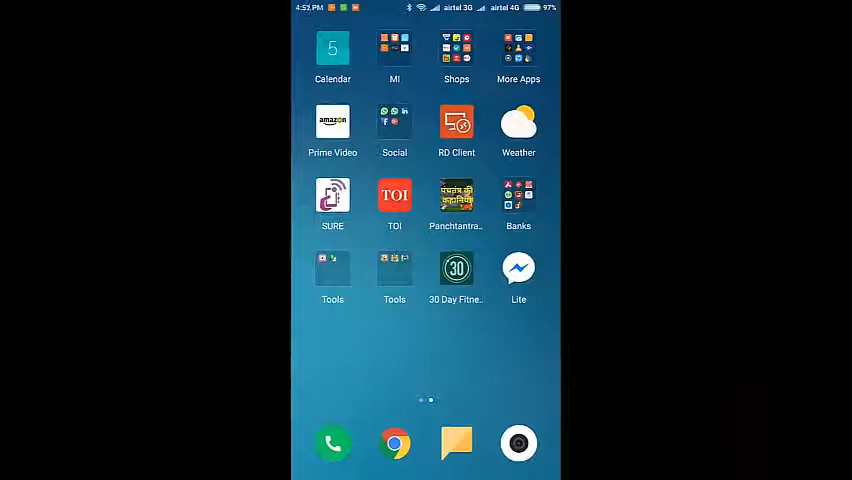 4:52 PM airtel 3G airtel 4G 97%
5
Calendar MI Shops More Apps
amazon
Prime Video Social RD Client Weather
TOI
पंचतंत्र की
कहानियां
SURE TOI Panchtantra.. Banks
30
Tools Tools 30 Day Fitne.. Lite